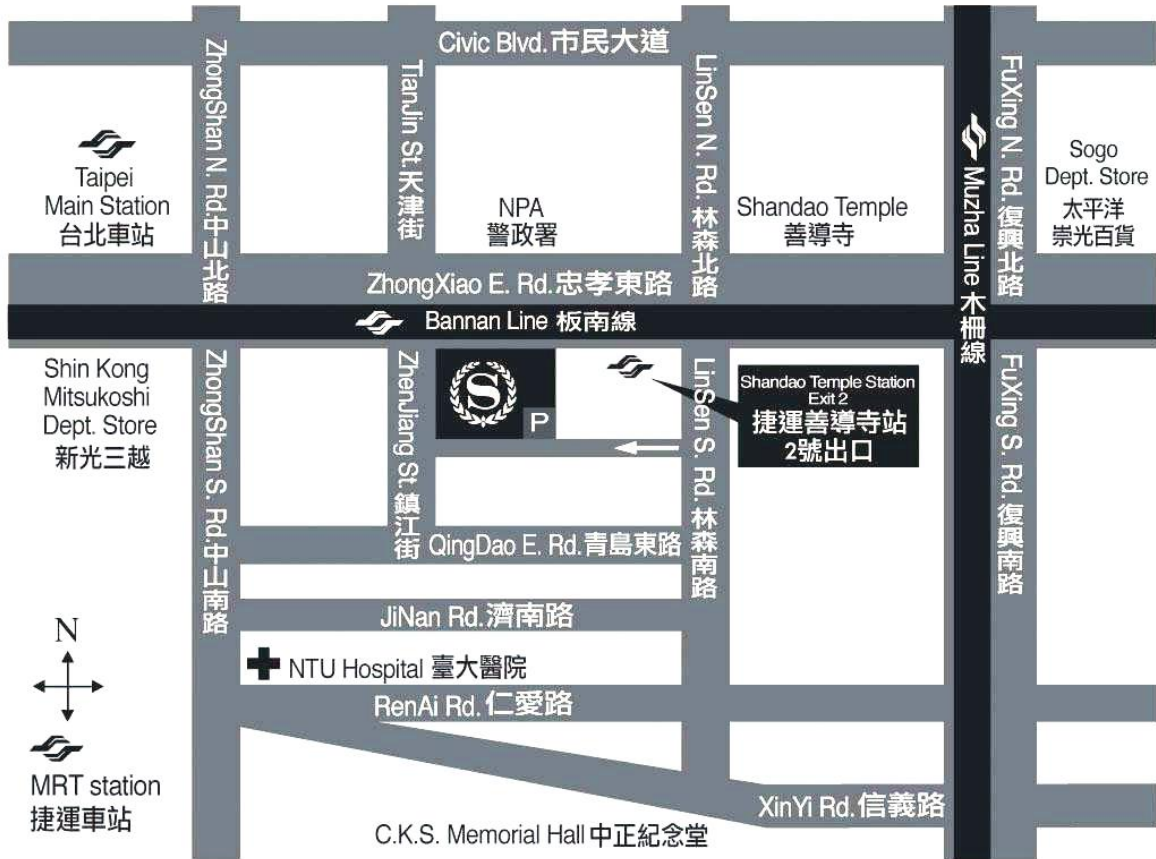 Civic Blvd. 市民大道
ZhongShan N. Rd. 中山北路
TianJin St. 天津街
LinSen N. Rd. 林森北路
Muzha Line 木柵線
FuXing N. Rd. 復興北路
Taipei
Main Station
台北車站
NPA
警政署
Shandao Temple
善導寺
Sogo
Dept. Store
太平洋
崇光百貨
ZhongXiao E. Rd. 忠孝東路
Bannan Line 板南線
Shin Kong
Mitsukoshi
Dept. Store
新光三越
ZhongShan S. Rd. 中山南路
ZhenJiang St. 鎮江街
S
P
LinSen S. Rd. 林森南路
Shandao Temple Station
Exit 2
捷運善導寺站
2號出口
FuXing S. Rd. 復興南路
QingDao E. Rd. 青島東路
JiNan Rd. 濟南路
NTU Hospital 臺大醫院
RenAi Rd. 仁愛路
N
MRT station
捷運車站
XinYi Rd. 信義路
C.K.S. Memorial Hall 中正紀念堂